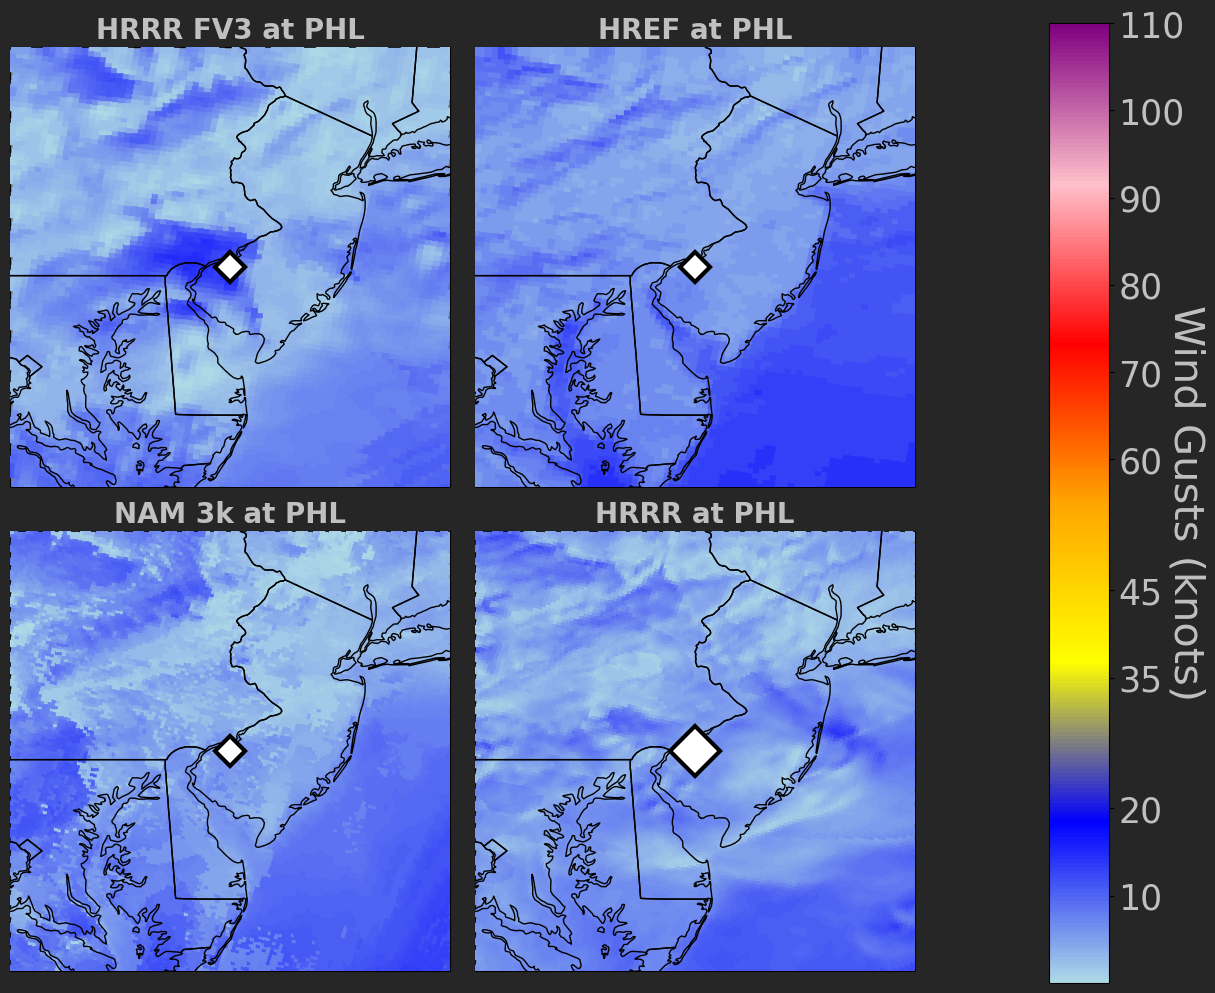 HRRR FV3 at PHL
HREF at PHL
NAM 3k at PHL
HRRR at PHL
110
100
90
80
70
60
45
35
20
10
Wind Gusts (knots)